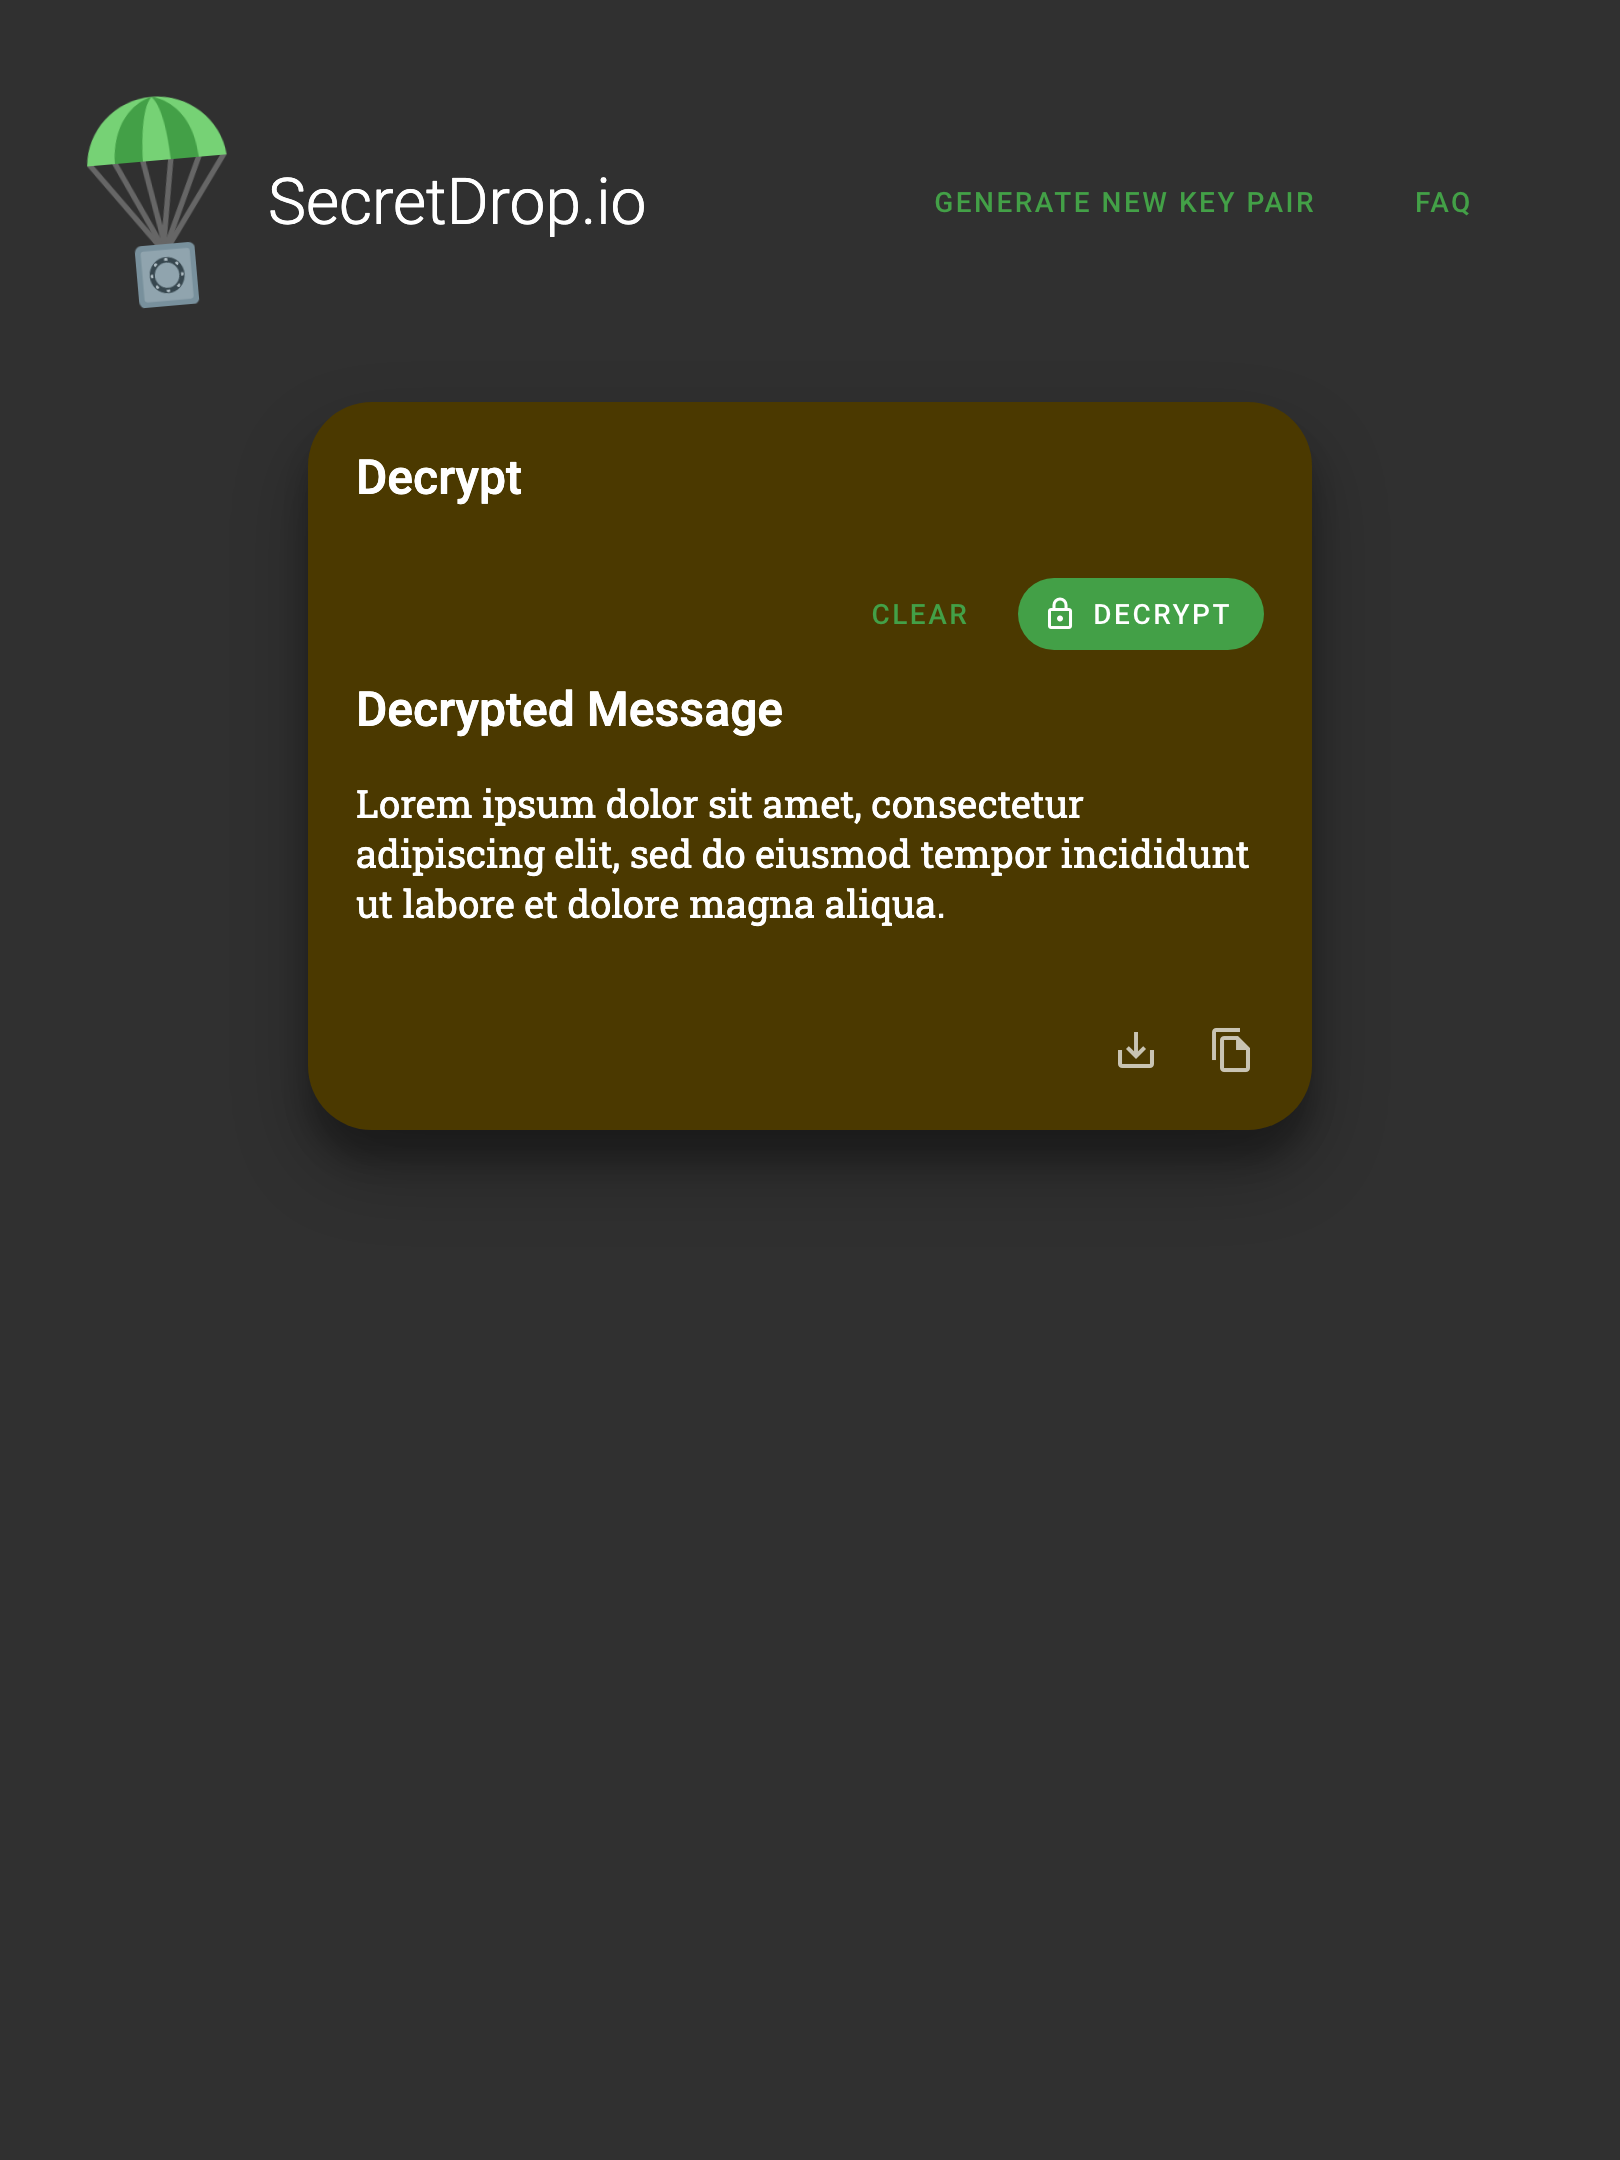 SecretDrop.io
GENERATE NEW KEY PAIR
FAQ
Decrypt
CLEAR
DECRYPT
Decrypted Message
Lorem ipsum dolor sit amet, consectetur
adipiscing elit, sed do eiusmod tempor incididunt
ut labore et dolore magna aliqua.